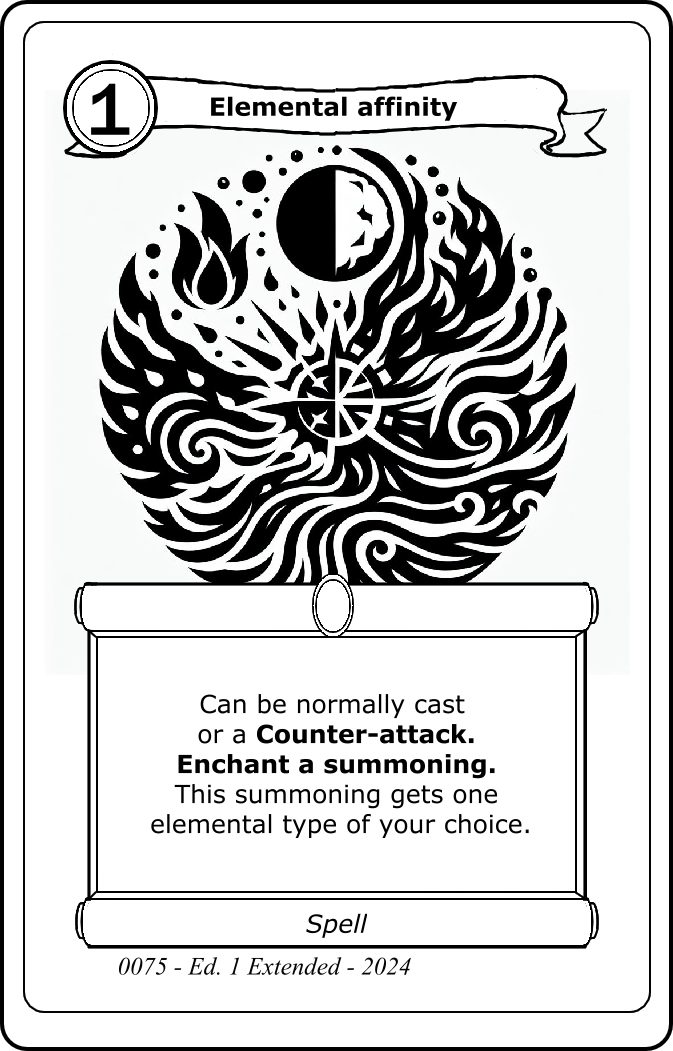 1
Elemental affinity
Can be normally cast
or a Counter-attack.
Enchant a summoning.
This summoning gets one
elemental type of your choice.
Spell
0075 - Ed. 1 Extended - 2024